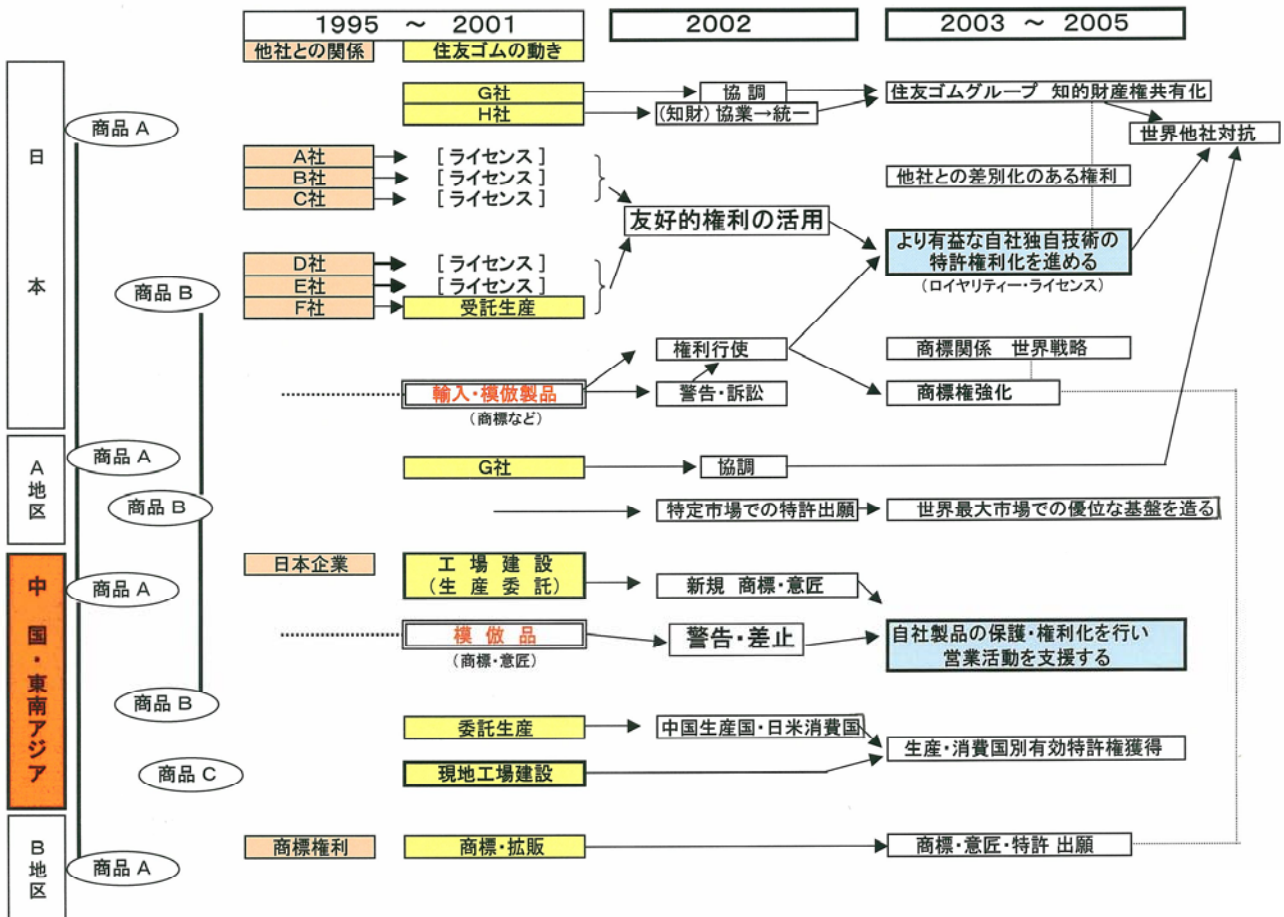 1995 ～ 2001
2002
2003 ～ 2005
他社との関係
住友ゴムの動き
日本
商品A
G社
協調
住友ゴムグループ 知的財産権共有化
H社
(知財)協業→統一
世界他社対抗
A社
[ライセンス]
B社
[ライセンス]
C社
[ライセンス]
他社との差別化のある権利
友好的権利の活用
より有益な自社独自技術の
特許権利化を進める
(ロイヤリティー・ライセンス)
商品B
D社
[ライセンス]
E社
[ライセンス]
F社
受託生産
権利行使
商標関係 世界戦略
輸入・模倣製品
(商標など)
警告・訴訟
商標権強化
A地区
商品A
G社
協調
商品B
特定市場での特許出願
世界最大市場での優位な基盤を造る
中国・東南アジア
商品A
日本企業
工場建設
(生産委託)
新規 商標・意匠
模倣品
(商標・意匠)
警告・差止
自社製品の保護・権利化を行い
営業活動を支援する
商品B
委託生産
中国生産国・日米消費国
生産・消費国別有効特許権獲得
商品C
現地工場建設
B地区
商品A
商標権利
商標・拡販
商標・意匠・特許 出願